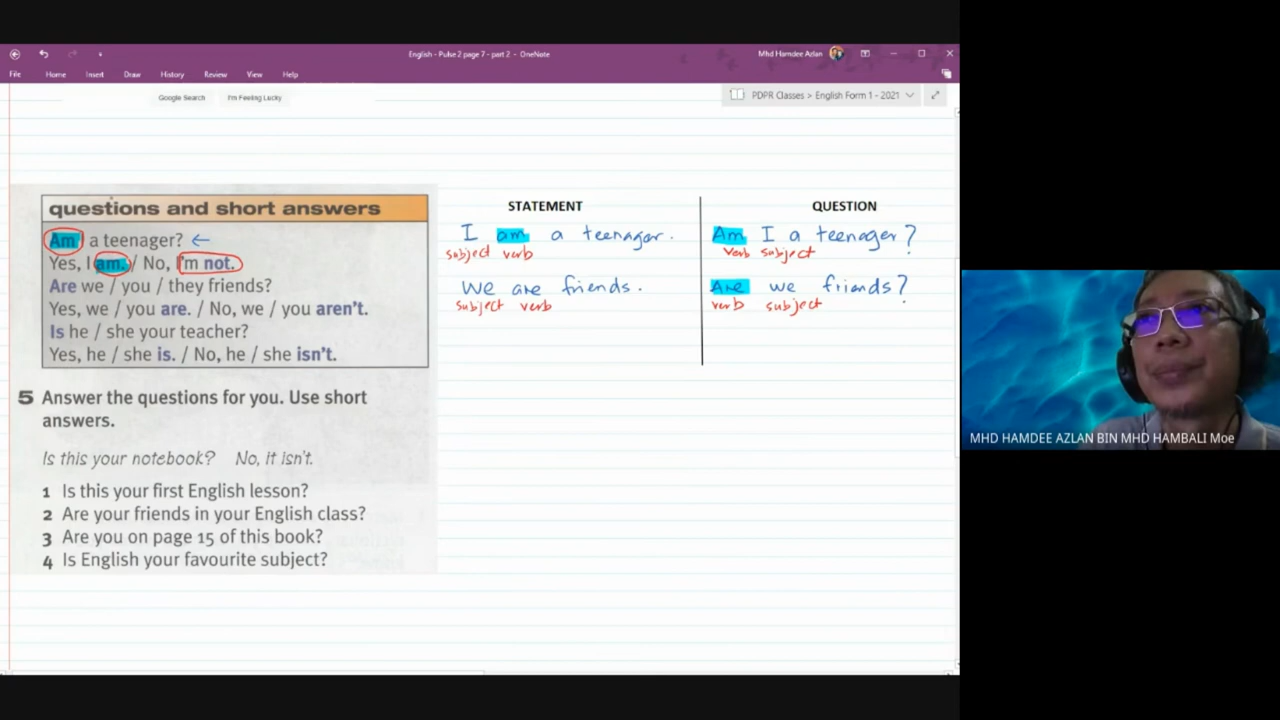 English - Pulse 2 page 7 - part 2 - OneNote
Mhd Hamdee Azlan
File Home Insert Draw History Review View Help
Google Search I'm Feeling Lucky
PDPR Classes > English Form 1 - 2021
questions and short answers
Am a teenager?
Yes, I am. / No, I'm not.
Are we / you / they friends?
Yes, we / you are. / No, we / you aren't.
Is he / she your teacher?
Yes, he / she is. / No, he / she isn't.
5 Answer the questions for you. Use short
answers.
Is this your notebook? No, it isn't.
1 Is this your first English lesson?
2 Are your friends in your English class?
3 Are you on page 15 of this book?
4 Is English your favourite subject?
STATEMENT
I am a teenager.
subject verb
We are friends.
subject verb
QUESTION
Am I a teenager?
verb subject
Are we friends?
verb subject
MHD HAMDEE AZLAN BIN MHD HAMBALI Moe